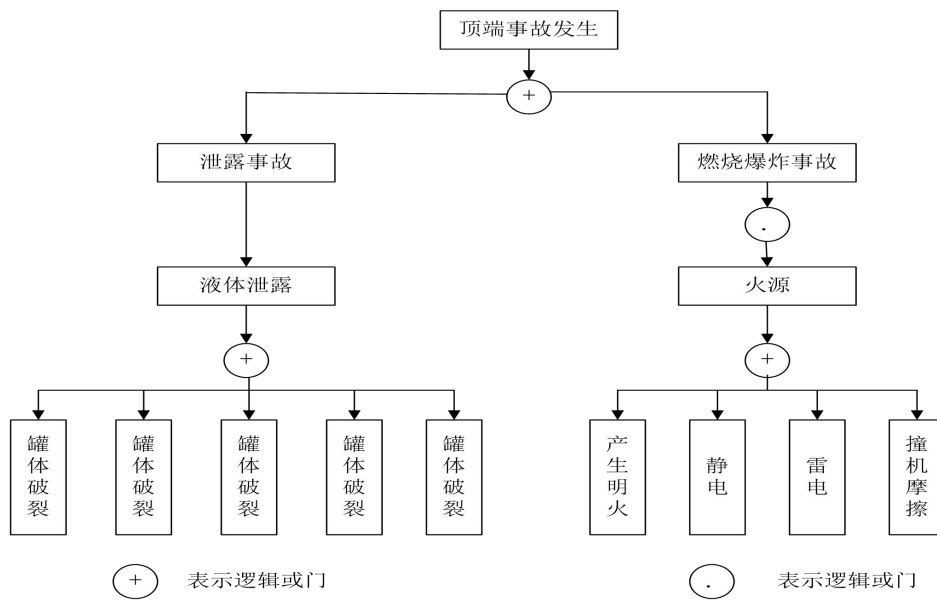 顶端事故发生
+
泄露事故
燃烧爆炸事故
.
液体泄露
火源
+
+
罐体破裂
罐体破裂
罐体破裂
罐体破裂
罐体破裂
产生明火
静电
雷电
撞机摩擦
+ 表示逻辑或门
. 表示逻辑或门